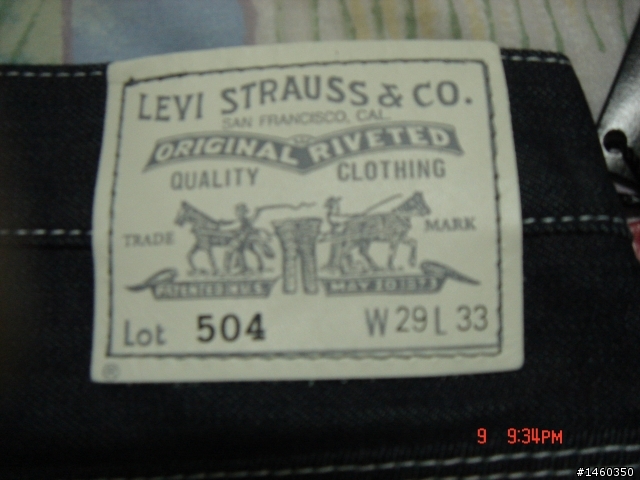 LEVI STRAUSS & CO.
SAN FRANCISCO, CAL.
ORIGINAL RIVETED
QUALITY CLOTHING
TRADE MARK
PATENTED IN U.S. MAY 20 1873
Lot 504 W 29 L 33
®
9 9:34PM
#1460350